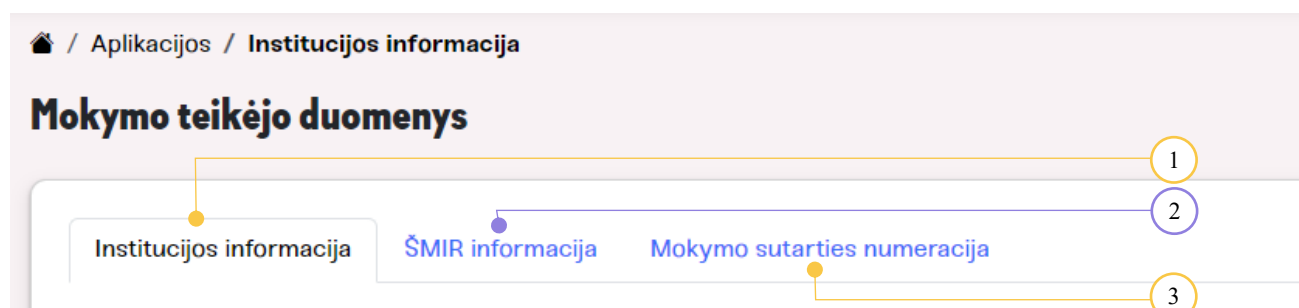 / Aplikacijos / Institucijos informacija
Mokymo teikėjo duomenys
1
2
Institucijos informacija ŠMIR informacija Mokymo sutarties numeracija
3